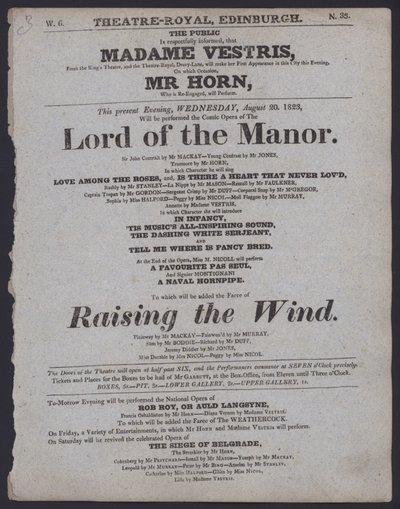 W. 6. THEATRE-ROYAL, EDINBURGH. N. 35.
THE PUBLIC
Is respectfully informed, that
MADAME VESTRIS,
From the King's Theatre, and the Theatre-Royal, Drury-Lane, will make her First Appearance in this City this Evening,
On which Occasion,
MR HORN,
Who is Re-Engaged, will Perform.
This present Evening, WEDNESDAY, August 20. 1823,
Will be performed the Comic Opera of The
Lord of the Manor.
Sir John Contrast by Mr MACKAY—Young Contrast by Mr JONES,
Truemore by Mr HORN,
In which Character he will sing
LOVE AMONG THE ROSES, and, IS THERE A HEART THAT NEVER LOV'D,
Rashly by Mr STANLEY—La Nippe by Mr MASON—Rental by Mr FAULKNER,
Captain Trepan by Mr GORDON—Sergeant Crimp by Mr DUFF—Corporal Snap by Mr M'GREGOR,
Sophia by Miss HALFORD—Peggy by Miss NICOL—Moll Flaggon by Mr MURRAY,
Annette by Madame VESTRIS,
In which Character she will introduce
IN INFANCY,
'TIS MUSIC'S ALL-INSPIRING SOUND,
THE DASHING WHITE SERJEANT,
AND
TELL ME WHERE IS FANCY BRED.
At the End of the Opera, Miss M. NICOLL will perform
A FAVOURITE PAS SEUL,
And Signior MONTIGNANI
A NAVAL HORNPIPE.
To which will be added the Farce of
Raising the Wind.
Plainway by Mr MACKAY—Fainwou'd by Mr MURRAY,
Sam by Mr BODDIE—Richard by Mr DUFF,
Jeremy Diddler by Mr JONES,
Miss Durable by Mrs NICOL—Peggy by Miss NICOL.
The Doors of the Theatre will open at half past SIX, and the Performances commence at SEVEN o'Clock precisely.
Tickets and Places for the Boxes to be had of Mr GARBUTT, at the Box-Office, from Eleven until Three o'Clock.
BOXES, 5s.—PIT, 3s.—LOWER GALLERY, 2s.—UPPER GALLERY, 1s.
To-Morrow Evening will be performed the National Opera of
ROB ROY, OR AULD LANGSYNE,
Francis Osbaldiston by Mr HORN—Diana Vernon by Madame VESTRIS.
To which will be added the Farce of The WEATHERCOCK.
On Friday, a Variety of Entertainments, in which Mr HORN and Madame VESTRIS will perform.
On Saturday will be revived the celebrated Opera of
THE SIEGE OF BELGRADE,
The Seraskier by Mr HORN,
Cohenberg by Mr PRITCHARD—Ismail by Mr MASON—Yuseph by Mr MACKAY,
Leopold by Mr MURRAY—Peter by Mr BING—Anselm by Mr STANLEY,
Catherine by Miss HALFORD—Ghita by Miss NICOL,
Lilla by Madame VESTRIS.